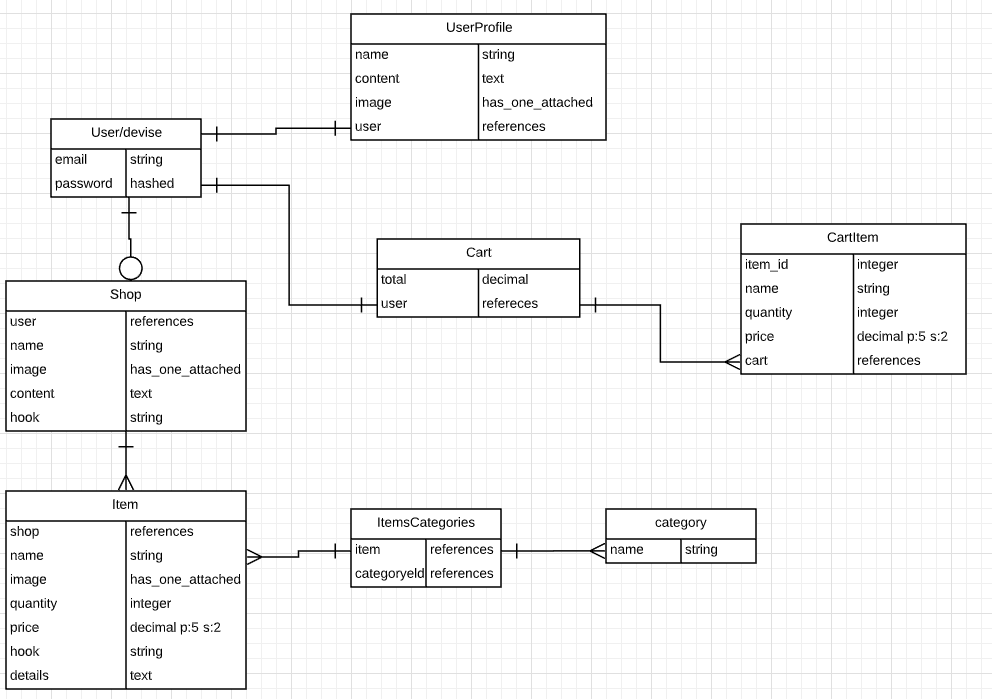 UserProfile
name string
content text
image has_one_attached
user references
User/devise
email string
password hashed
Cart
total decimal
user refereces
CartItem
item_id integer
name string
quantity integer
price decimal p:5 s:2
cart references
Shop
user references
name string
image has_one_attached
content text
hook string
Item
shop references
name string
image has_one_attached
quantity integer
price decimal p:5 s:2
hook string
details text
ItemsCategories
item references
categoryeId references
category
name string